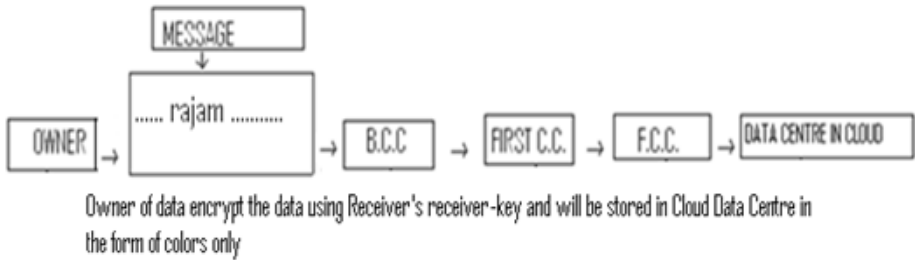 MESSAGE
...... rajam ...........
OWNER
B.C.C
FIRST C.C.
F.C.C.
DATA CENTRE IN CLOUD
Owner of data encrypt the data using Receiver's receiver-key and will be stored in Cloud Data Centre in
the form of colors only